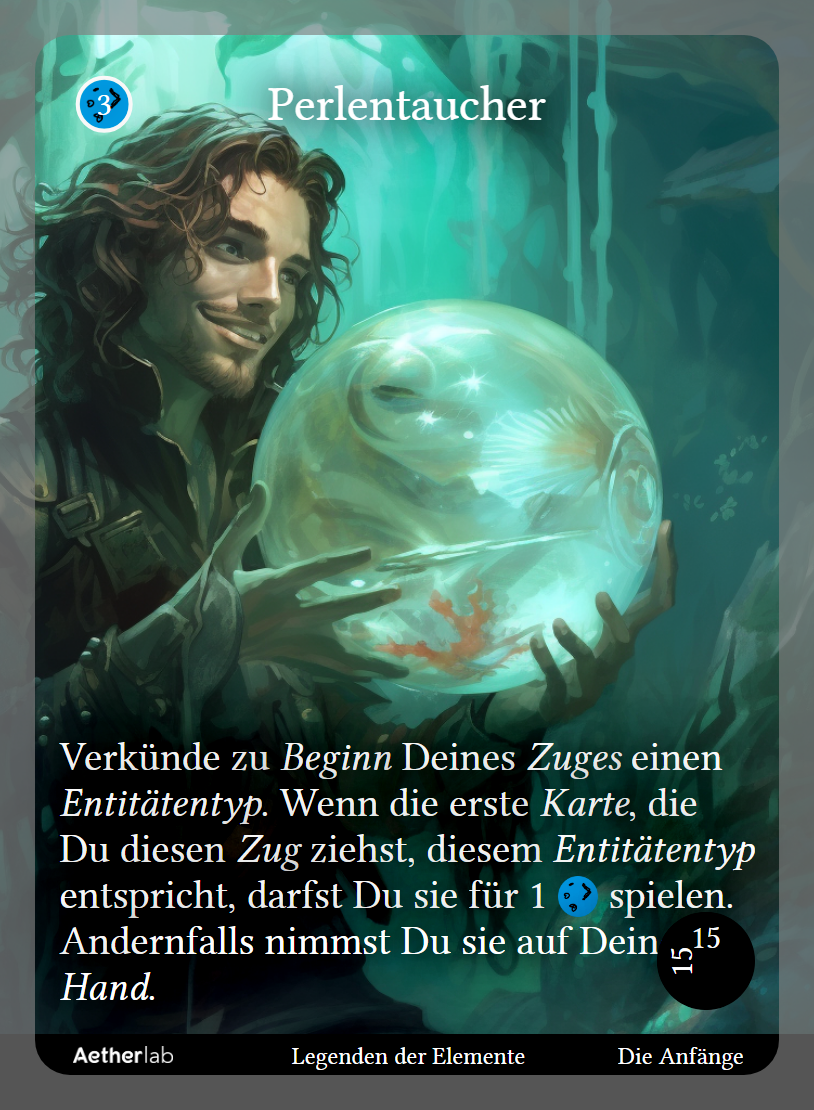 3
Perlentaucher
Verkünde zu Beginn Deines Zuges einen
Entitätentyp. Wenn die erste Karte, die
Du diesen Zug ziehst, diesem Entitätentyp
entspricht, darfst Du sie für 1 spielen.
Andernfalls nimmst Du sie auf Dein
Hand.
15
15
Aetherlab
Legenden der Elemente
Die Anfänge